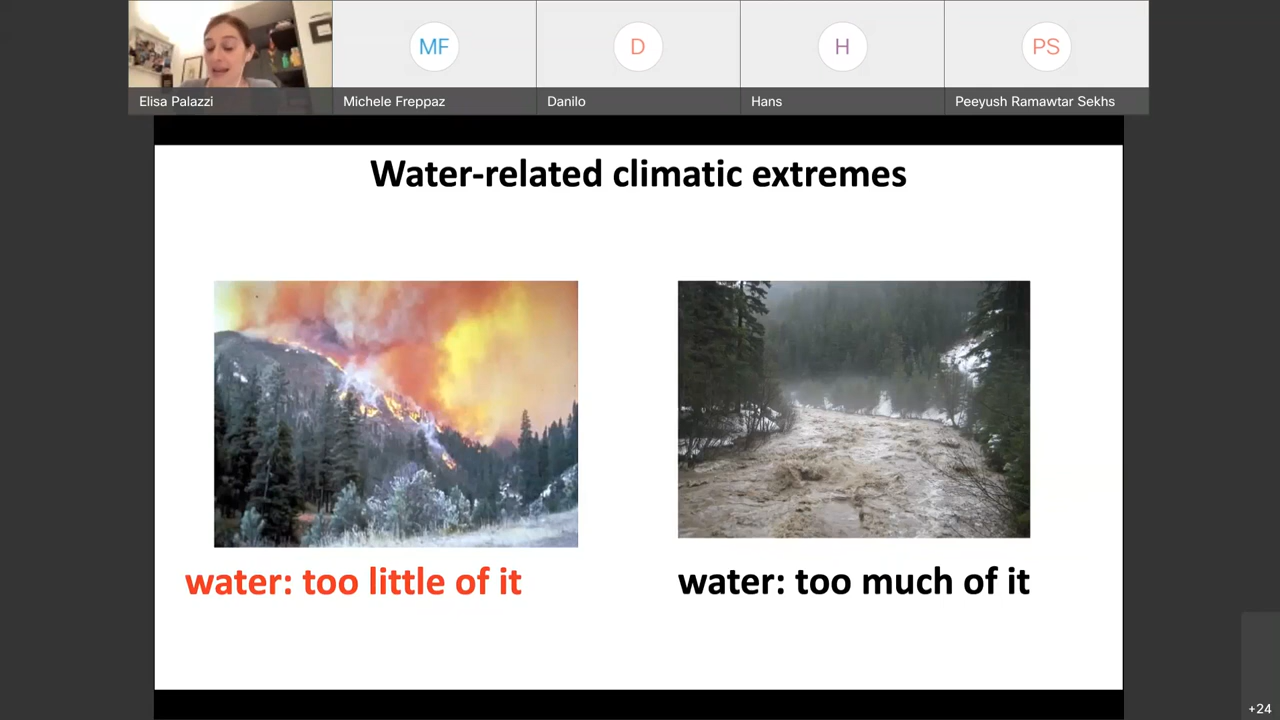 MF
D
H
PS
Elisa Palazzi
Michele Freppaz
Danilo
Hans
Peeyush Ramawtar Sekhs
Water-related climatic extremes
water: too little of it
water: too much of it
+24